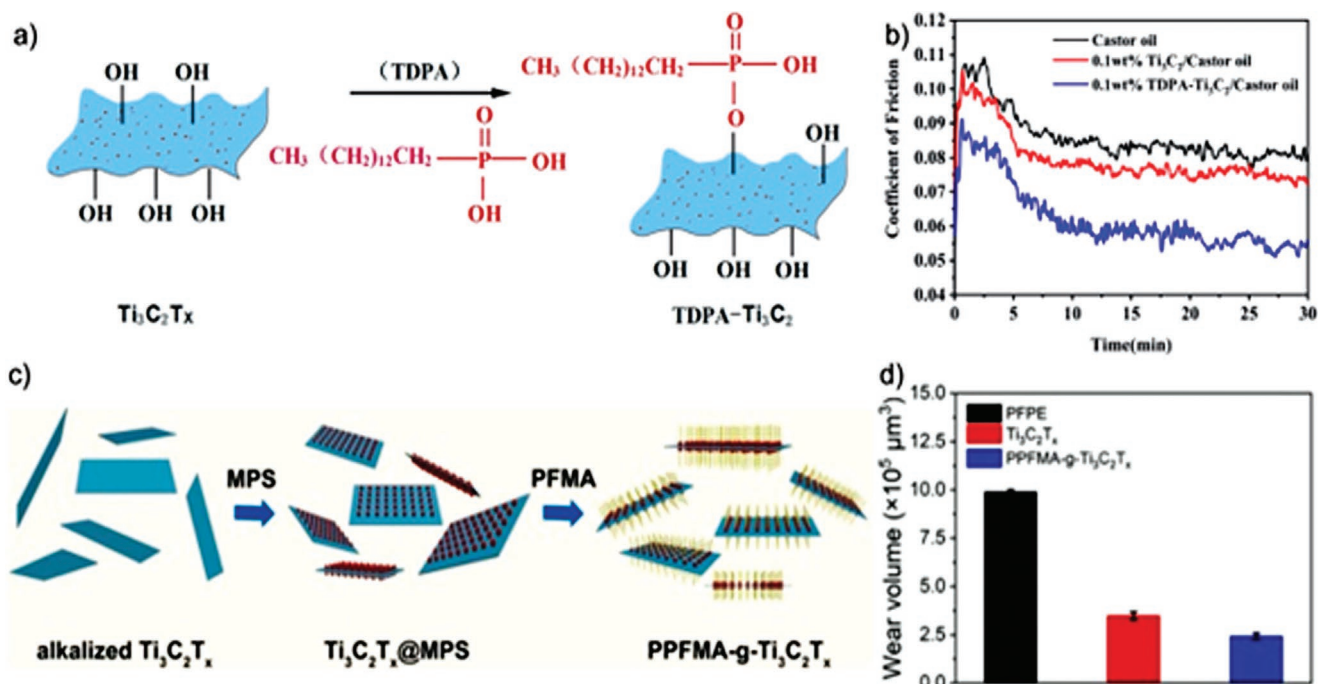 a)
OH
OH
OH
OH
OH
Ti₃C₂Tx
(TDPA)
O
CH₃ (CH₂)₁₂CH₂
P
OH
OH
O
CH₃ (CH₂)₁₂CH₂
P
OH
O
OH
OH
OH
OH
TDPA-Ti₃C₂
b)
0.12
0.11
0.10
0.09
0.08
0.07
0.06
0.05
0.04
Coefficient of Friction
Castor oil
0.1wt% Ti₃C₂/Castor oil
0.1wt% TDPA-Ti₃C₂/Castor oil
0
5
10
15
20
25
30
Time(min)
c)
MPS
PFMA
alkalized Ti₃C₂Tₓ
Ti₃C₂Tₓ@MPS
PPFMA-g-Ti₃C₂Tₓ
d)
15.0
12.5
10.0
7.5
5.0
2.5
0.0
Wear volume (×10⁵ μm³)
PFPE
Ti₃C₂Tₓ
PPFMA-g-Ti₃C₂Tₓ